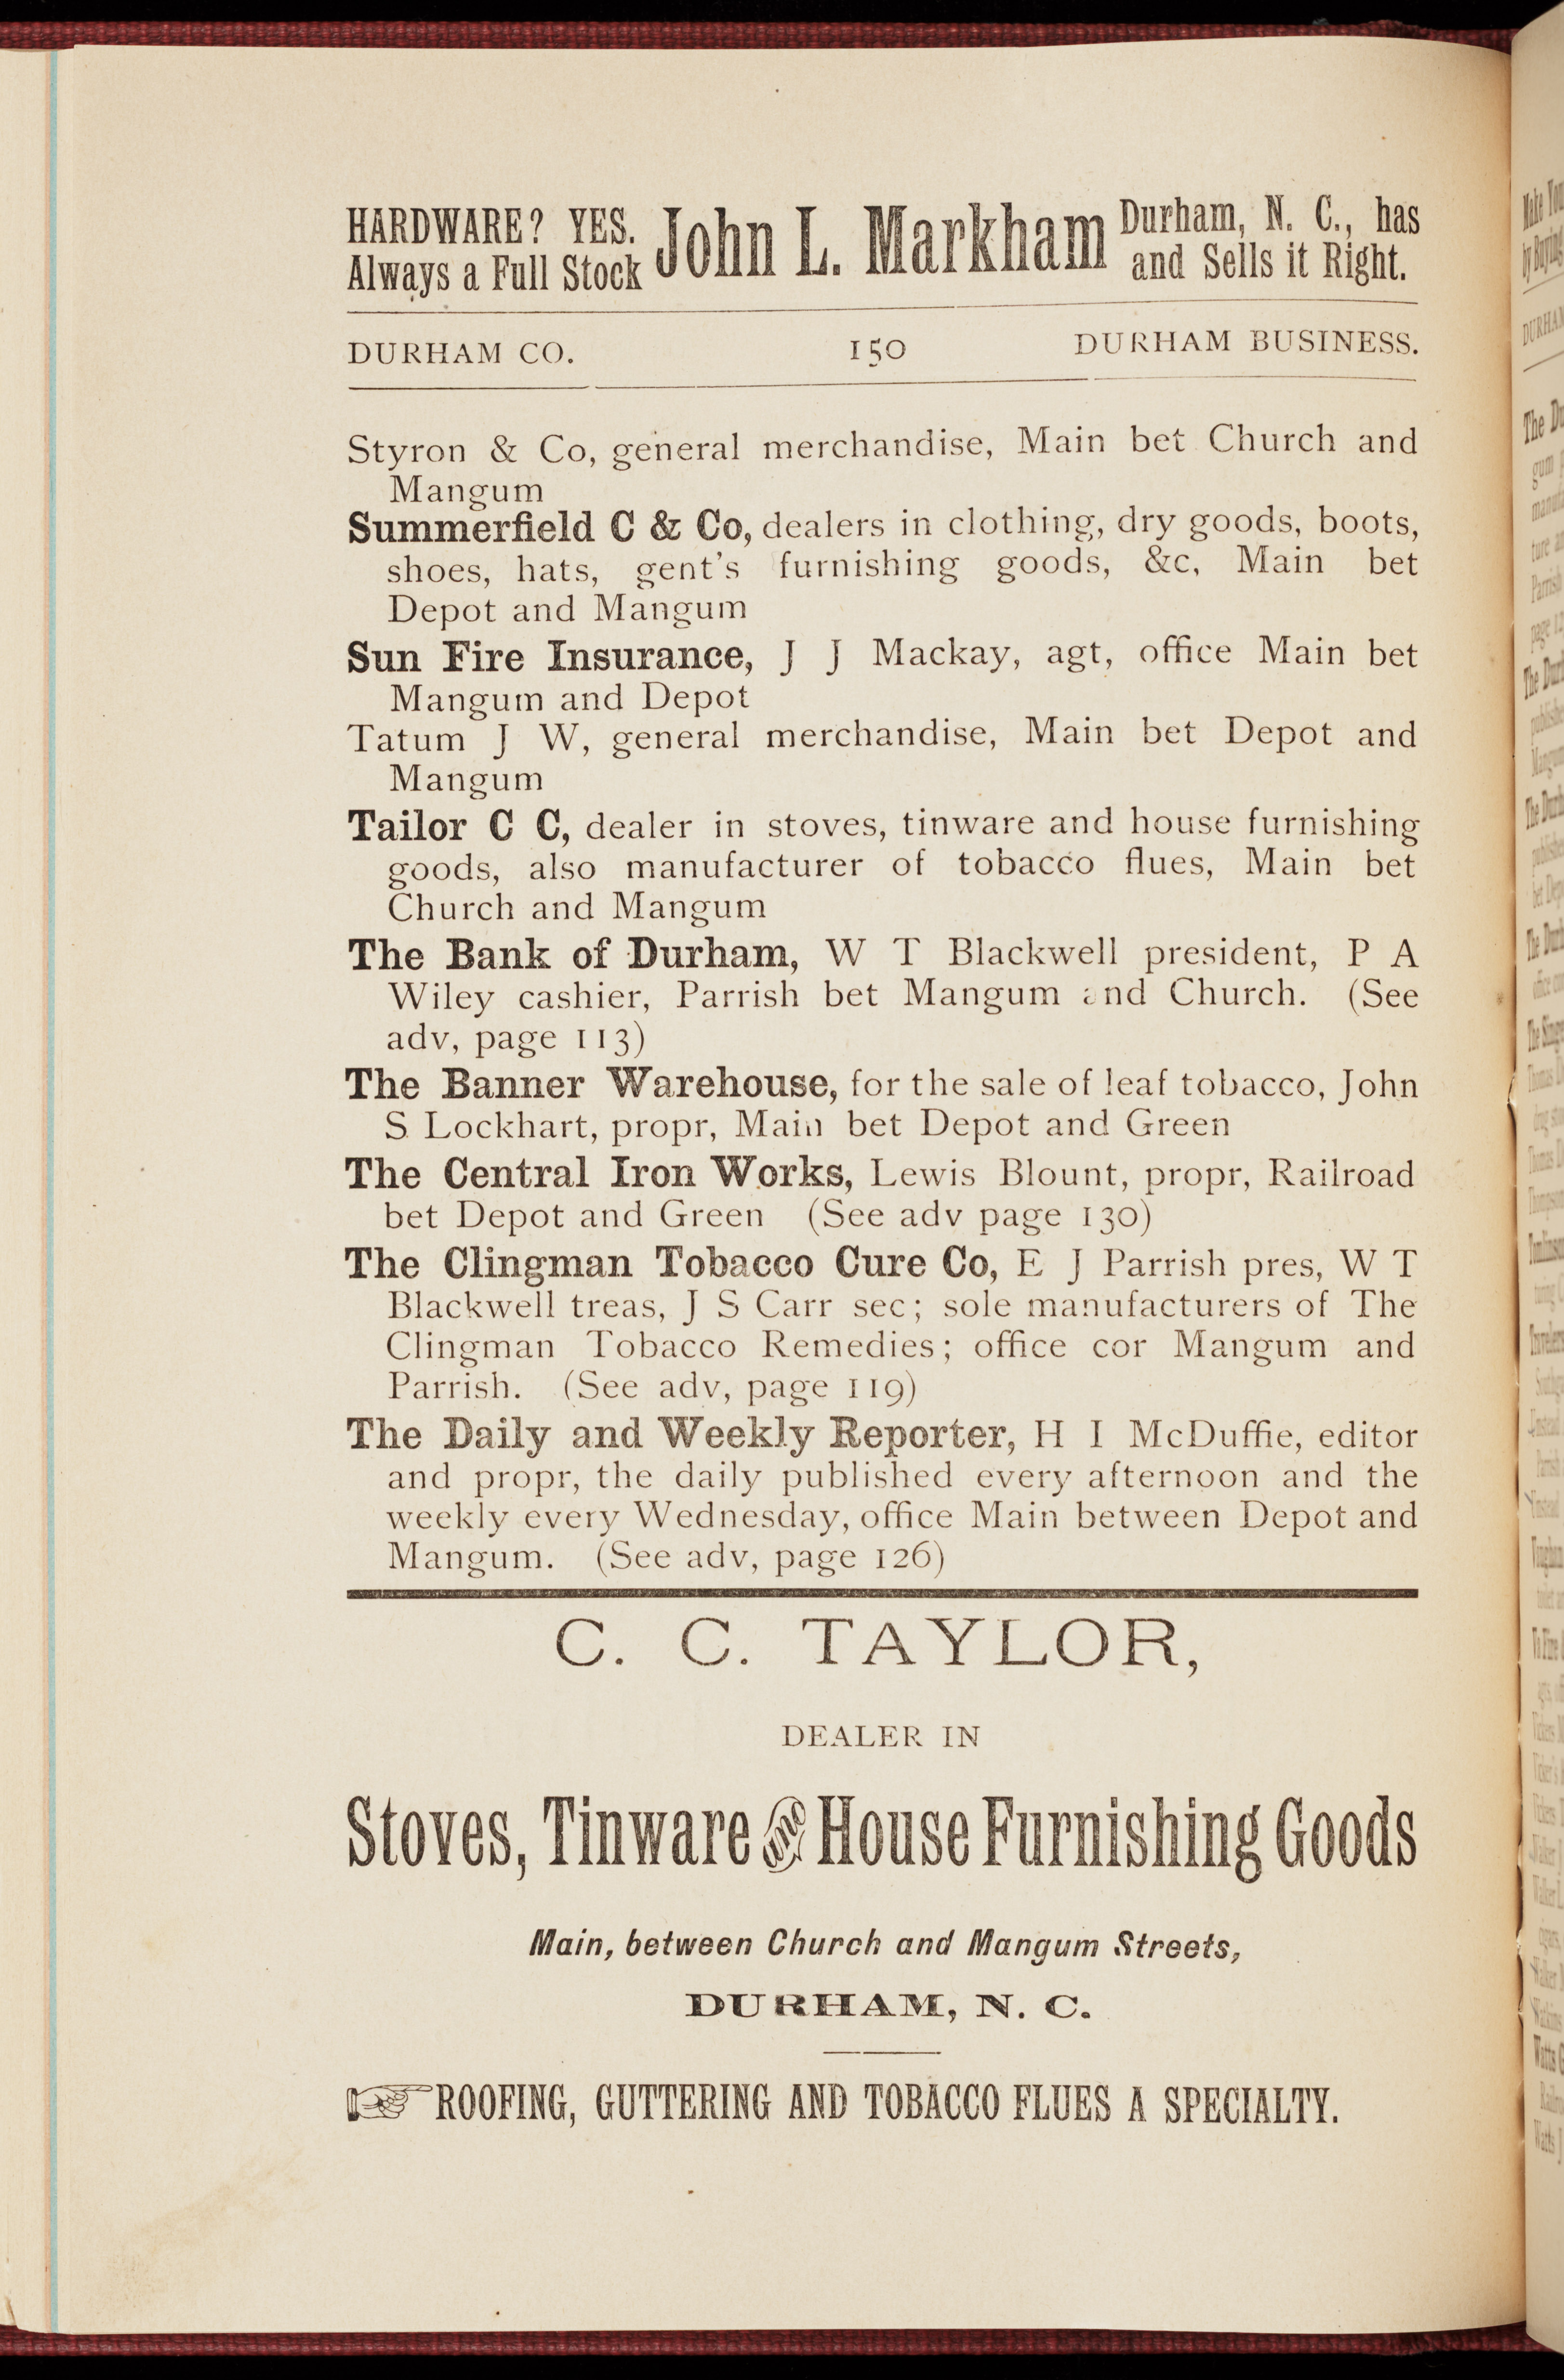 HARDWARE? YES. John L. Markham Durham, N. C., has
Always a Full Stock and Sells it Right.
DURHAM CO. 150 DURHAM BUSINESS.
Styron & Co, general merchandise, Main bet Church and
Mangum
Summerfield C & Co, dealers in clothing, dry goods, boots,
shoes, hats, gent's furnishing goods, &c, Main bet
Depot and Mangum
Sun Fire Insurance, J J Mackay, agt, office Main bet
Mangum and Depot
Tatum J W, general merchandise, Main bet Depot and
Mangum
Tailor C C, dealer in stoves, tinware and house furnishing
goods, also manufacturer of tobacco flues, Main bet
Church and Mangum
The Bank of Durham, W T Blackwell president, P A
Wiley cashier, Parrish bet Mangum and Church. (See
adv, page 113)
The Banner Warehouse, for the sale of leaf tobacco, John
S Lockhart, propr, Main bet Depot and Green
The Central Iron Works, Lewis Blount, propr, Railroad
bet Depot and Green (See adv page 130)
The Clingman Tobacco Cure Co, E J Parrish pres, W T
Blackwell treas, J S Carr sec; sole manufacturers of The
Clingman Tobacco Remedies; office cor Mangum and
Parrish. (See adv, page 119)
The Daily and Weekly Reporter, H I McDuffie, editor
and propr, the daily published every afternoon and the
weekly every Wednesday, office Main between Depot and
Mangum. (See adv, page 126)
C. C. TAYLOR,
DEALER IN
Stoves, Tinware and House Furnishing Goods
Main, between Church and Mangum Streets,
DURHAM, N. C.
☞ ROOFING, GUTTERING AND TOBACCO FLUES A SPECIALTY.